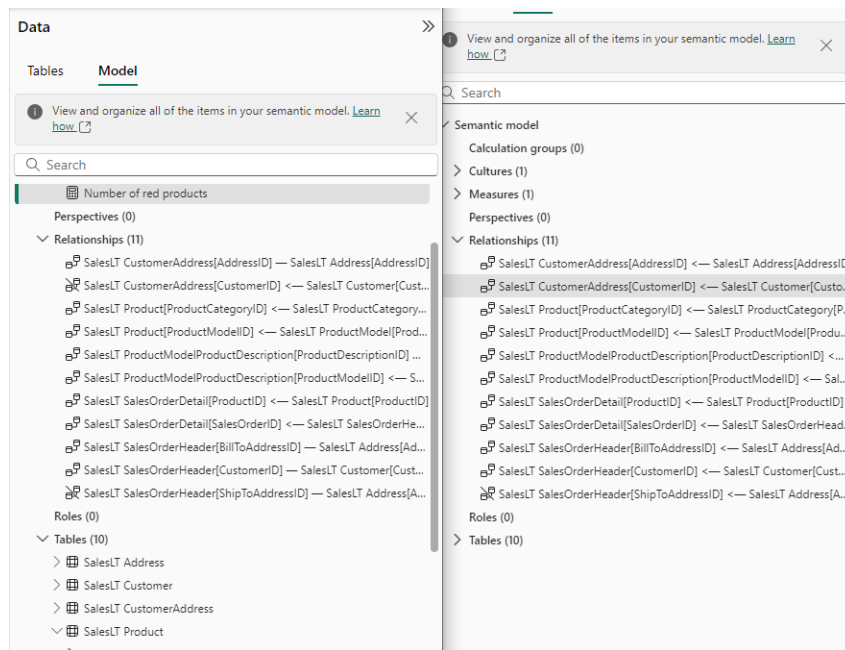 Data
Tables Model
View and organize all of the items in your semantic model. Learn
how
Search
Number of red products
Perspectives (0)
Relationships (11)
SalesLT CustomerAddress[AddressID] — SalesLT Address[AddressID]
SalesLT CustomerAddress[CustomerID] <— SalesLT Customer[Cust...
SalesLT Product[ProductCategoryID] <— SalesLT ProductCategory...
SalesLT Product[ProductModelID] <— SalesLT ProductModel[Prod...
SalesLT ProductModelProductDescription[ProductDescriptionID] ...
SalesLT ProductModelProductDescription[ProductModelID] <— S...
SalesLT SalesOrderDetail[ProductID] <— SalesLT Product[ProductID]
SalesLT SalesOrderDetail[SalesOrderID] <— SalesLT SalesOrderHe...
SalesLT SalesOrderHeader[BillToAddressID] — SalesLT Address[Ad...
SalesLT SalesOrderHeader[CustomerID] — SalesLT Customer[Cust...
SalesLT SalesOrderHeader[ShipToAddressID] — SalesLT Address[A...
Roles (0)
Tables (10)
SalesLT Address
SalesLT Customer
SalesLT CustomerAddress
SalesLT Product
View and organize all of the items in your semantic model. Learn
how
Search
Semantic model
Calculation groups (0)
Cultures (1)
Measures (1)
Perspectives (0)
Relationships (11)
SalesLT CustomerAddress[AddressID] <— SalesLT Address[AddressID
SalesLT CustomerAddress[CustomerID] <— SalesLT Customer[Custo...
SalesLT Product[ProductCategoryID] <— SalesLT ProductCategory[P...
SalesLT Product[ProductModelID] <— SalesLT ProductModel[Produ...
SalesLT ProductModelProductDescription[ProductDescriptionID] <...
SalesLT ProductModelProductDescription[ProductModelID] <— Sal...
SalesLT SalesOrderDetail[ProductID] <— SalesLT Product[ProductID]
SalesLT SalesOrderDetail[SalesOrderID] <— SalesLT SalesOrderHead...
SalesLT SalesOrderHeader[BillToAddressID] <— SalesLT Address[Ad...
SalesLT SalesOrderHeader[CustomerID] <— SalesLT Customer[Cust...
SalesLT SalesOrderHeader[ShipToAddressID] <— SalesLT Address[A...
Roles (0)
Tables (10)